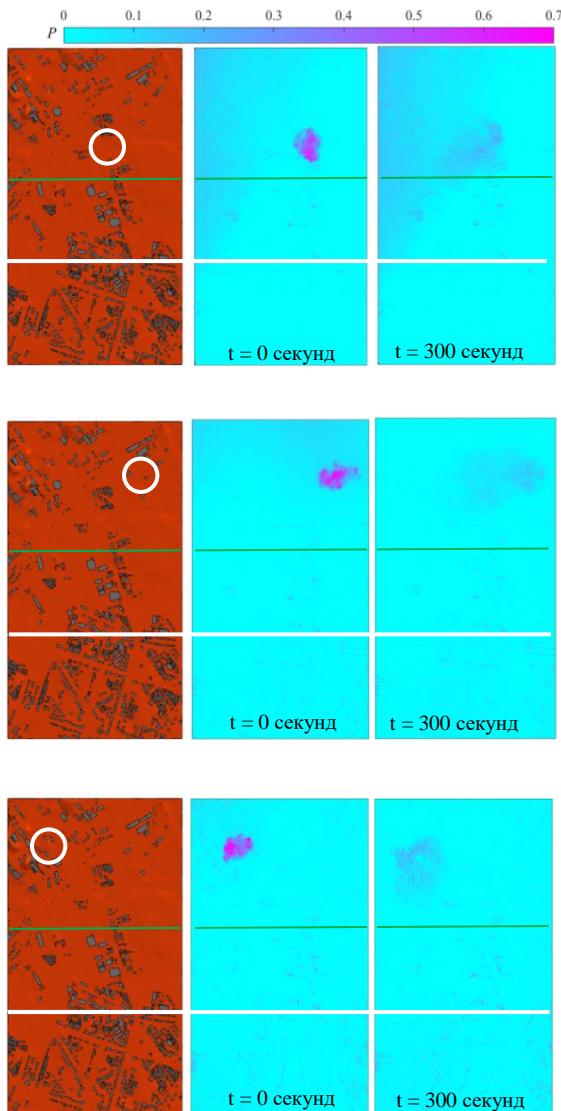 0 0.1 0.2 0.3 0.4 0.5 0.6 0.7
P
t = 0 секунд t = 300 секунд
t = 0 секунд t = 300 секунд
t = 0 секунд t = 300 секунд